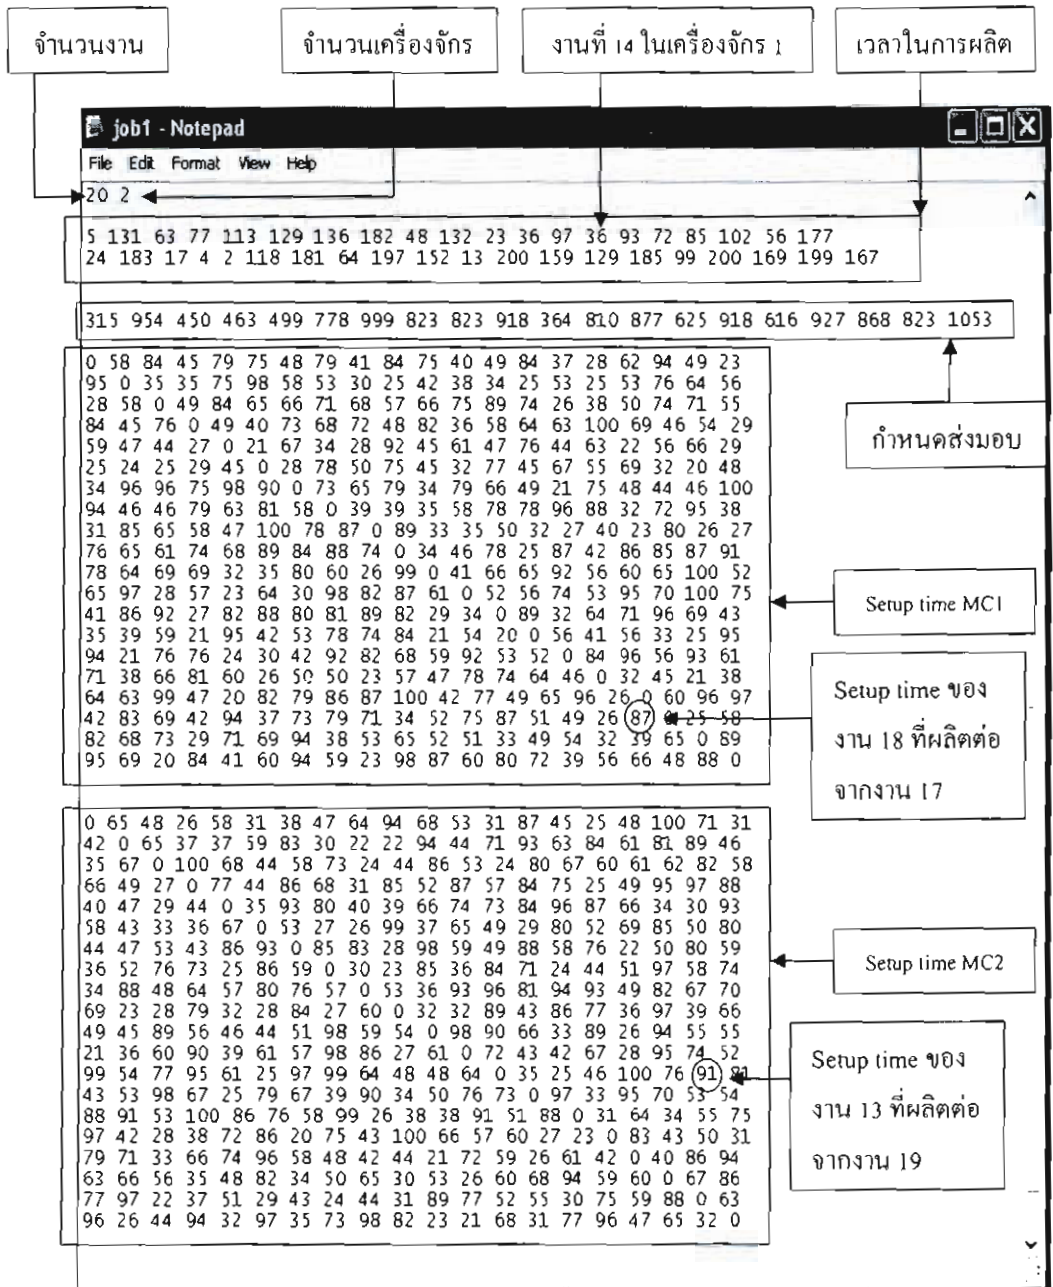 จำนวนงาน
จำนวนเครื่องจักร
งานที่ 14 ในเครื่องจักร 1
เวลาในการผลิต
job1 - Notepad
File Edit Format View Help
20 2
5 131 63 77 113 129 136 182 48 132 23 36 97 36 93 72 85 102 56 177
24 183 17 4 2 118 181 64 197 152 13 200 159 129 185 99 200 169 199 167
315 954 450 463 499 778 999 823 823 918 364 810 877 625 918 616 927 868 823 1053
กำหนดส่งมอบ
0 58 84 45 79 75 48 79 41 84 75 40 49 84 37 28 62 94 49 23
95 0 35 35 75 98 58 53 30 25 42 38 34 25 53 25 53 76 64 56
28 58 0 49 84 65 66 71 68 57 66 75 89 74 26 38 50 74 71 55
84 45 76 0 49 40 73 68 72 48 82 36 58 64 63 100 69 46 54 29
59 47 44 27 0 21 67 34 28 92 45 61 47 76 44 63 22 56 66 29
25 24 25 29 45 0 28 78 50 75 45 32 77 45 67 55 69 32 20 48
34 96 96 75 98 90 0 73 65 79 34 79 66 49 21 75 48 44 46 100
94 46 46 79 63 81 58 0 39 39 35 58 78 78 96 88 32 72 95 38
31 85 65 58 47 100 78 87 0 89 33 35 50 32 27 40 23 80 26 27
76 65 61 74 68 89 84 88 74 0 34 46 78 25 87 42 86 85 87 91
78 64 69 69 32 35 80 60 26 99 0 41 66 65 92 56 60 65 100 52
65 97 28 57 23 64 30 98 82 87 61 0 52 56 74 53 95 70 100 75
41 86 92 27 82 88 80 81 89 82 29 34 0 89 32 64 71 96 69 43
35 39 59 21 95 42 53 78 74 84 21 54 20 0 56 41 56 33 25 95
94 21 76 76 24 30 42 92 82 68 59 92 53 52 0 84 96 56 93 61
71 38 66 81 60 26 50 50 23 57 47 78 74 64 46 0 32 45 21 38
64 63 99 47 20 82 79 86 87 100 42 77 49 65 96 26 0 60 96 97
42 83 69 42 94 37 73 79 71 34 52 75 87 51 49 26 87 25 58
82 68 73 29 71 69 94 38 53 65 52 51 33 49 54 32 39 65 0 89
95 69 20 84 41 60 94 59 23 98 87 60 80 72 39 56 66 48 88 0
Setup time MC1
Setup time ของ
งาน 18 ที่ผลิตต่อ
จากงาน 17
0 65 48 26 58 31 38 47 64 94 68 53 31 87 45 25 48 100 71 31
42 0 65 37 37 59 83 30 22 22 94 44 71 93 63 84 61 81 89 46
35 67 0 100 68 44 58 73 24 44 86 53 24 80 67 60 61 62 82 58
66 49 27 0 77 44 86 68 31 85 52 87 57 84 75 25 49 95 97 88
40 47 29 44 0 35 93 80 40 39 66 74 73 84 96 87 66 34 30 93
58 43 33 36 67 0 53 27 26 99 37 65 49 29 80 52 69 85 50 80
44 47 53 43 86 93 0 85 83 28 98 59 49 88 58 76 22 50 80 59
36 52 76 73 25 86 59 0 30 23 85 36 84 71 24 44 51 97 58 74
34 88 48 64 57 80 76 57 0 53 36 93 96 81 94 93 49 82 67 70
69 23 28 79 32 28 84 27 60 0 32 32 89 43 86 77 36 97 39 66
49 45 89 56 46 44 51 98 59 54 0 98 90 66 33 89 26 94 55 55
21 36 60 90 39 61 57 98 86 27 61 0 72 43 42 67 28 95 74 52
99 54 77 95 61 25 97 99 64 48 48 64 0 35 25 46 100 76 91
43 53 98 67 25 79 67 39 90 34 50 76 73 0 97 33 95 70 53 54
88 91 53 100 86 76 58 99 26 38 38 91 51 88 0 31 64 34 55 75
97 42 28 38 72 86 20 75 43 100 66 57 60 27 23 0 83 43 50 31
79 71 33 66 74 96 58 48 42 44 21 72 59 26 61 42 0 40 86 94
63 66 56 35 48 82 34 50 65 30 53 26 60 68 94 59 60 0 67 86
77 97 22 37 51 29 43 24 44 31 89 77 52 55 30 75 59 88 0 63
96 26 44 94 32 97 35 73 98 82 23 21 68 31 77 96 47 65 32 0
Setup time MC2
Setup time ของ
งาน 13 ที่ผลิตต่อ
จากงาน 19